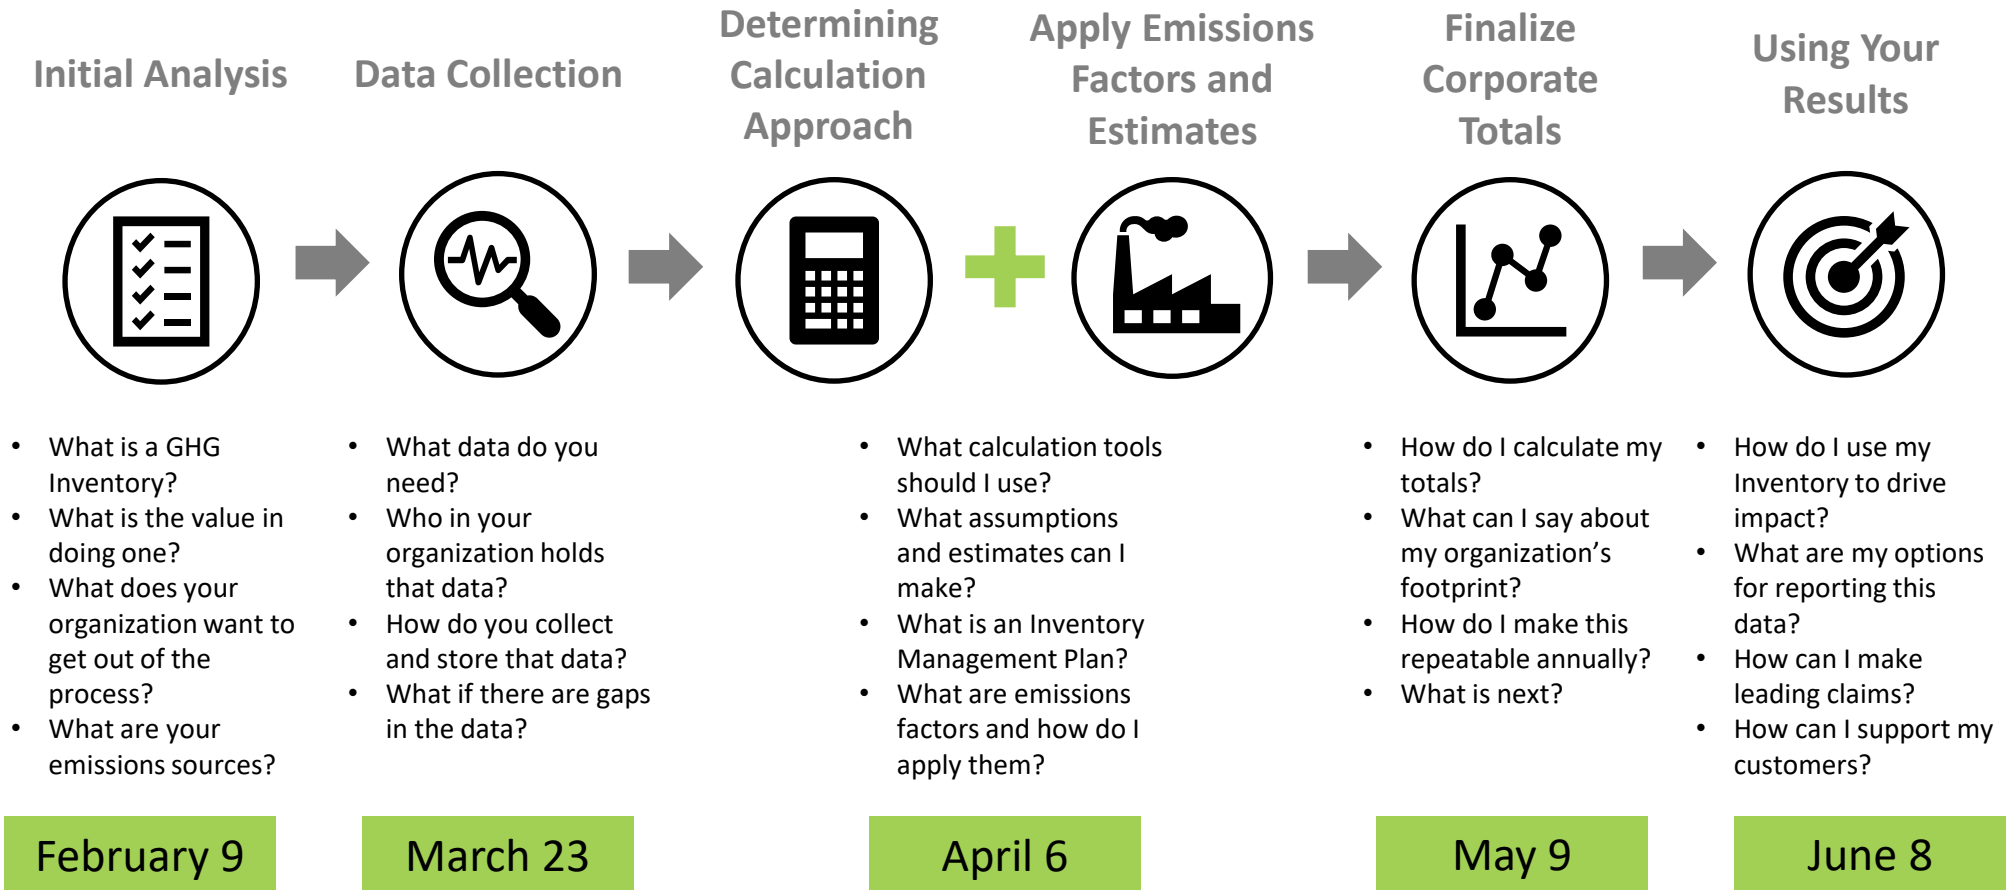 Initial Analysis
Data Collection
Determining
Calculation
Approach
Apply Emissions
Factors and
Estimates
Finalize
Corporate
Totals
Using Your
Results
• What is a GHG
Inventory?
• What is the value in
doing one?
• What does your
organization want to
get out of the
process?
• What are your
emissions sources?
• What data do you
need?
• Who in your
organization holds
that data?
• How do you collect
and store that data?
• What if there are gaps
in the data?
• What calculation tools
should I use?
• What assumptions
and estimates can I
make?
• What is an Inventory
Management Plan?
• What are emissions
factors and how do I
apply them?
• How do I calculate my
totals?
• What can I say about
my organization’s
footprint?
• How do I make this
repeatable annually?
• What is next?
• How do I use my
Inventory to drive
impact?
• What are my options
for reporting this
data?
• How can I make
leading claims?
• How can I support my
customers?
February 9
March 23
April 6
May 9
June 8